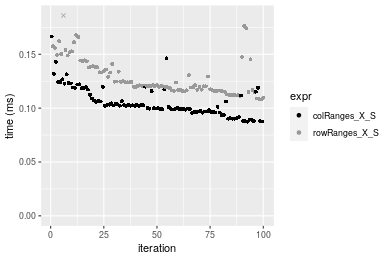 0.15
0.10
0.05
0.00
time (ms)
0
25
50
75
100
iteration
expr
colRanges_X_S
rowRanges_X_S